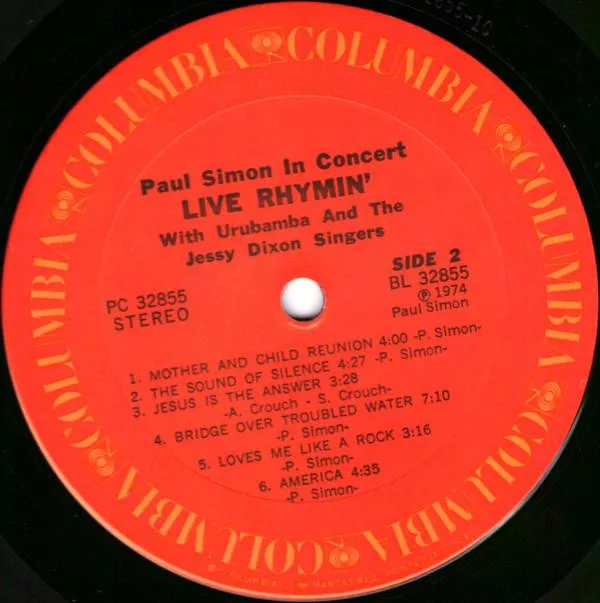 COLUMBIA COLUMBIA COLUMBIA COLUMBIA COLUMBIA COLUMBIA
Paul Simon In Concert
LIVE RHYMIN'
With Urubamba And The
Jessy Dixon Singers
PC 32855
STEREO
SIDE 2
BL 32855
Ⓟ 1974
Paul Simon
1. MOTHER AND CHILD REUNION 4:00 -P. Simon-
2. THE SOUND OF SILENCE 4:27 -P. Simon-
3. JESUS IS THE ANSWER 3:28
-A. Crouch - S. Crouch-
4. BRIDGE OVER TROUBLED WATER 7:10
-P. Simon-
5. LOVES ME LIKE A ROCK 3:16
-P. Simon-
6. AMERICA 4:35
-P. Simon-